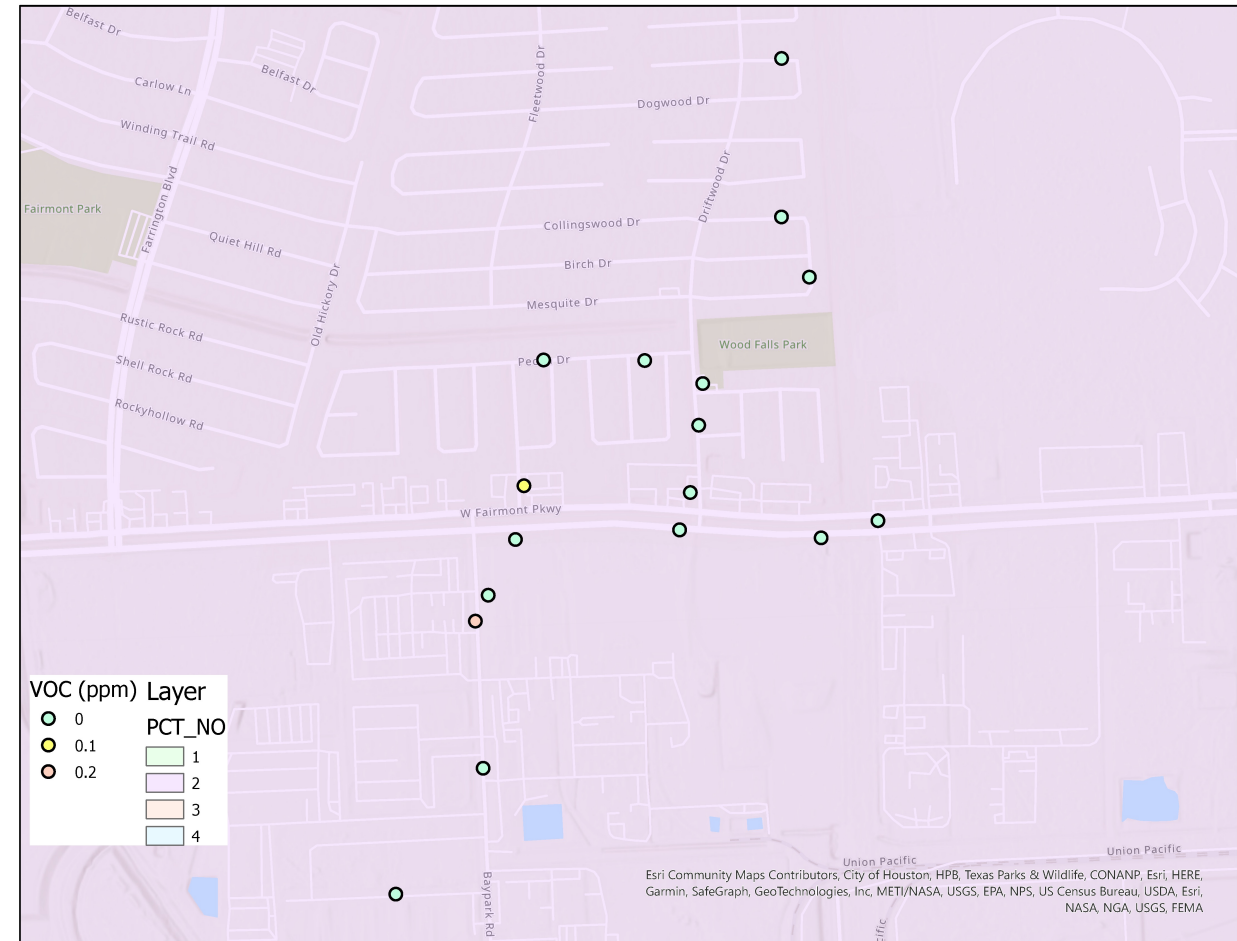 Belfast Dr
Belfast Dr
Carlow Ln
Fleetwood Dr
Dogwood Dr
Winding Trail Rd
Driftwood Dr
Fairmont Park
Farrington Blvd
Collingswood Dr
Quiet Hill Rd
Birch Dr
Old Hickory Dr
Mesquite Dr
Rustic Rock Rd
Wood Falls Park
Shell Rock Rd
Dr
Rockyhollow Rd
W Fairmont Pkwy
VOC (ppm)
0
0.1
0.2
Layer
PCT_NO
1
2
3
4
Baypark Rd
Union Pacific
Union Pacific
Esri Community Maps Contributors, City of Houston, HPB, Texas Parks & Wildlife, CONANP, Esri, HERE,
Garmin, SafeGraph, GeoTechnologies, Inc, METI/NASA, USGS, EPA, NPS, US Census Bureau, USDA, Esri,
NASA, NGA, USGS, FEMA